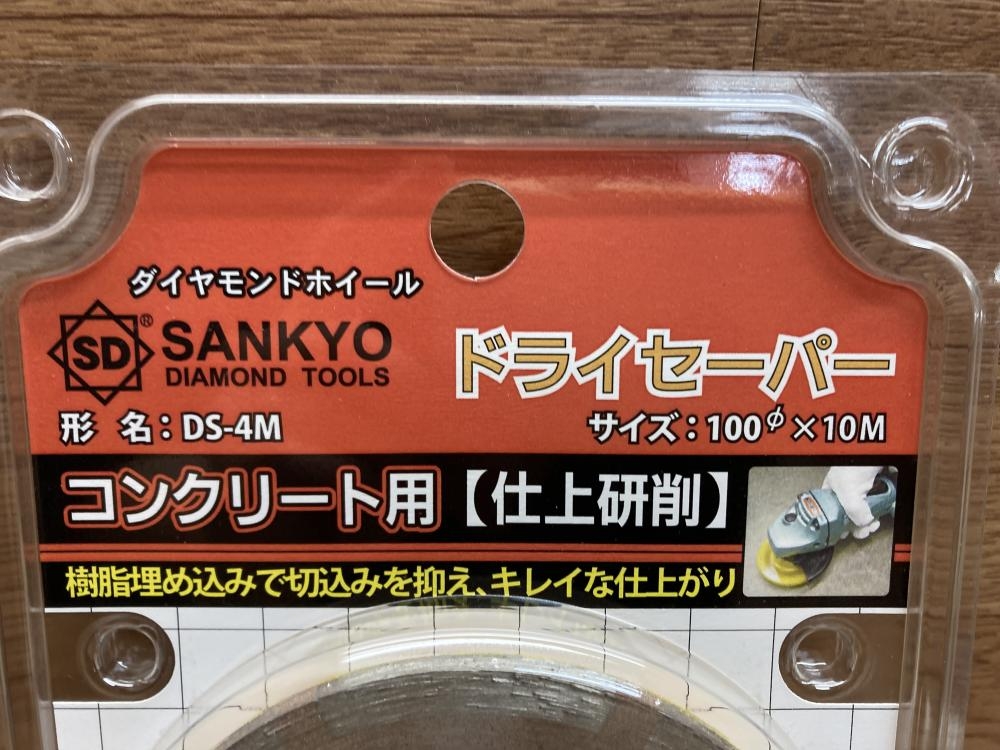 ダイヤモンドホイール
SD® SANKYO
DIAMOND TOOLS
ドライセーパー
形 名：DS-4M
サイズ：100φ×10M
コンクリート用【仕上研削】
樹脂埋め込みで切込みを抑え、キレイな仕上がり